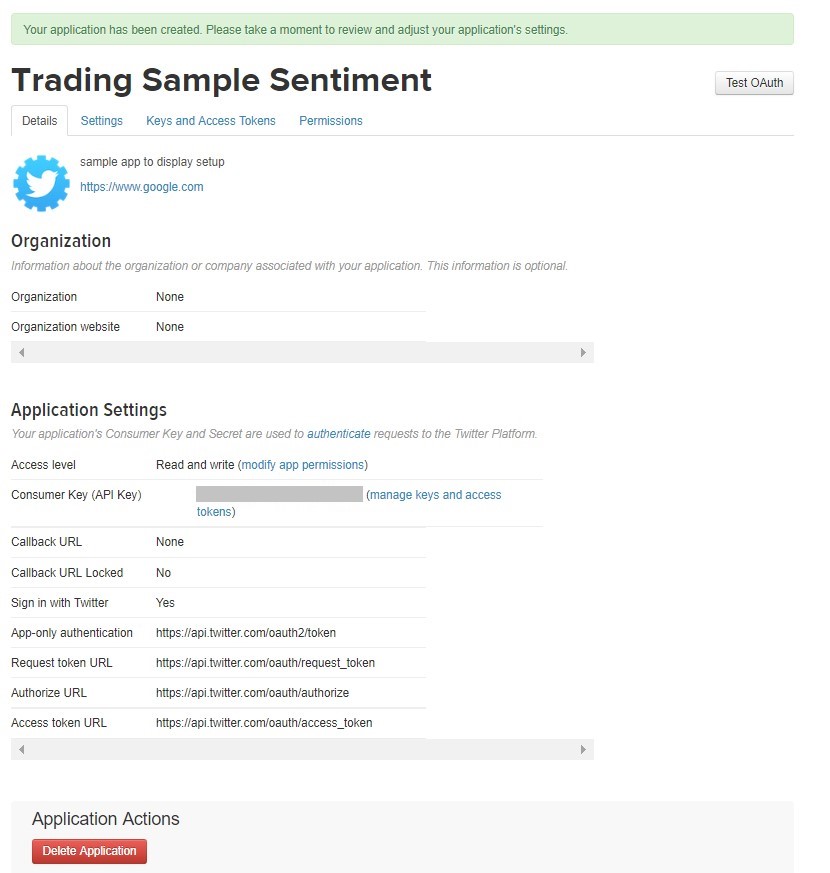 Your application has been created. Please take a moment to review and adjust your application's settings.
Trading Sample Sentiment
Test OAuth
Details Settings Keys and Access Tokens Permissions
sample app to display setup
https://www.google.com
Organization
Information about the organization or company associated with your application. This information is optional.
Organization None
Organization website None
Application Settings
Your application's Consumer Key and Secret are used to authenticate requests to the Twitter Platform.
Access level Read and write (modify app permissions)
Consumer Key (API Key) (manage keys and access
tokens)
Callback URL None
Callback URL Locked No
Sign in with Twitter Yes
App-only authentication https://api.twitter.com/oauth2/token
Request token URL https://api.twitter.com/oauth/request_token
Authorize URL https://api.twitter.com/oauth/authorize
Access token URL https://api.twitter.com/oauth/access_token
Application Actions
Delete Application